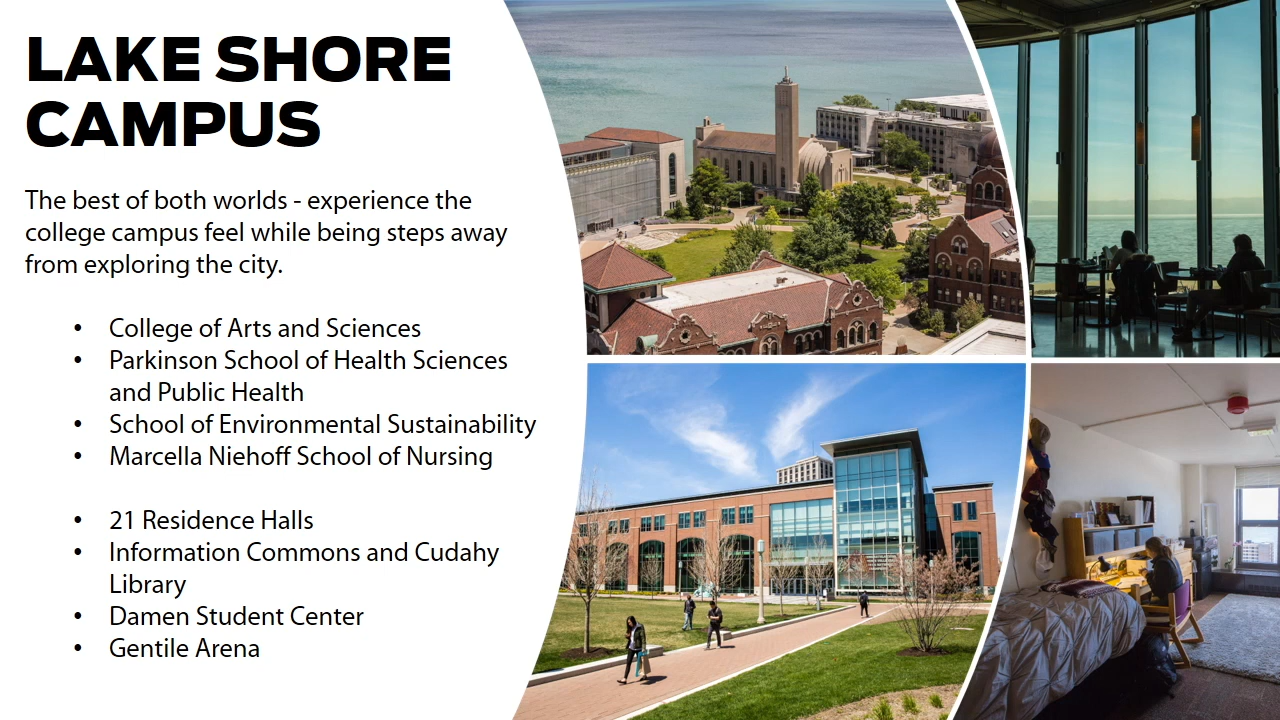 LAKE SHORE
CAMPUS
The best of both worlds - experience the
college campus feel while being steps away
from exploring the city.
• College of Arts and Sciences
• Parkinson School of Health Sciences
and Public Health
• School of Environmental Sustainability
• Marcella Niehoff School of Nursing
• 21 Residence Halls
• Information Commons and Cudahy
Library
• Damen Student Center
• Gentile Arena